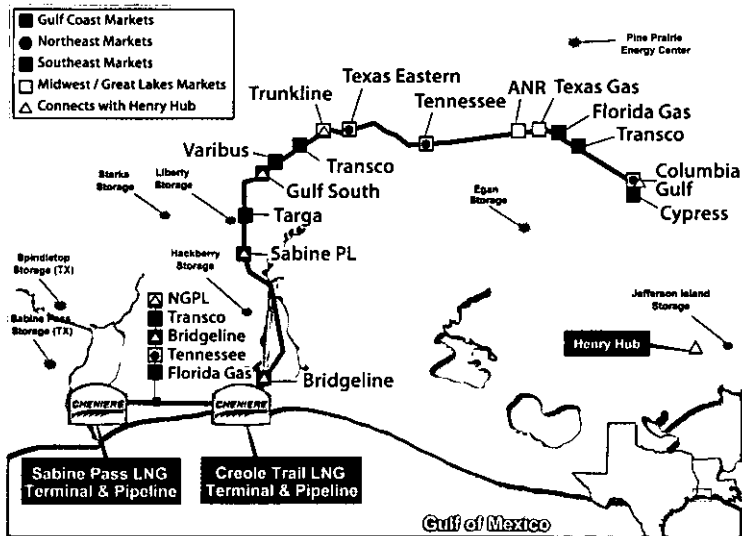 Gulf Coast Markets
Northeast Markets
Southeast Markets
Midwest / Great Lakes Markets
Connects with Henry Hub
Pine Prairie
Energy Center
Texas Eastern
ANR
Texas Gas
Trunkline
Tennessee
Florida Gas
Transco
Varibus
Transco
Gulf South
Columbia
Gulf
Cypress
Starks
Storage
Liberty
Storage
Targa
Egan
Storage
Sabine PL
Hackberry
Storage
Spindletop
Storage (TX)
Sabine Pass
Storage (TX)
NGPL
Transco
Bridgeline
Tennessee
Florida Gas
Bridgeline
Jefferson Island
Storage
Henry Hub
CHENIERE
CHENIERE
Sabine Pass LNG
Terminal & Pipeline
Creole Trail LNG
Terminal & Pipeline
Gulf of Mexico